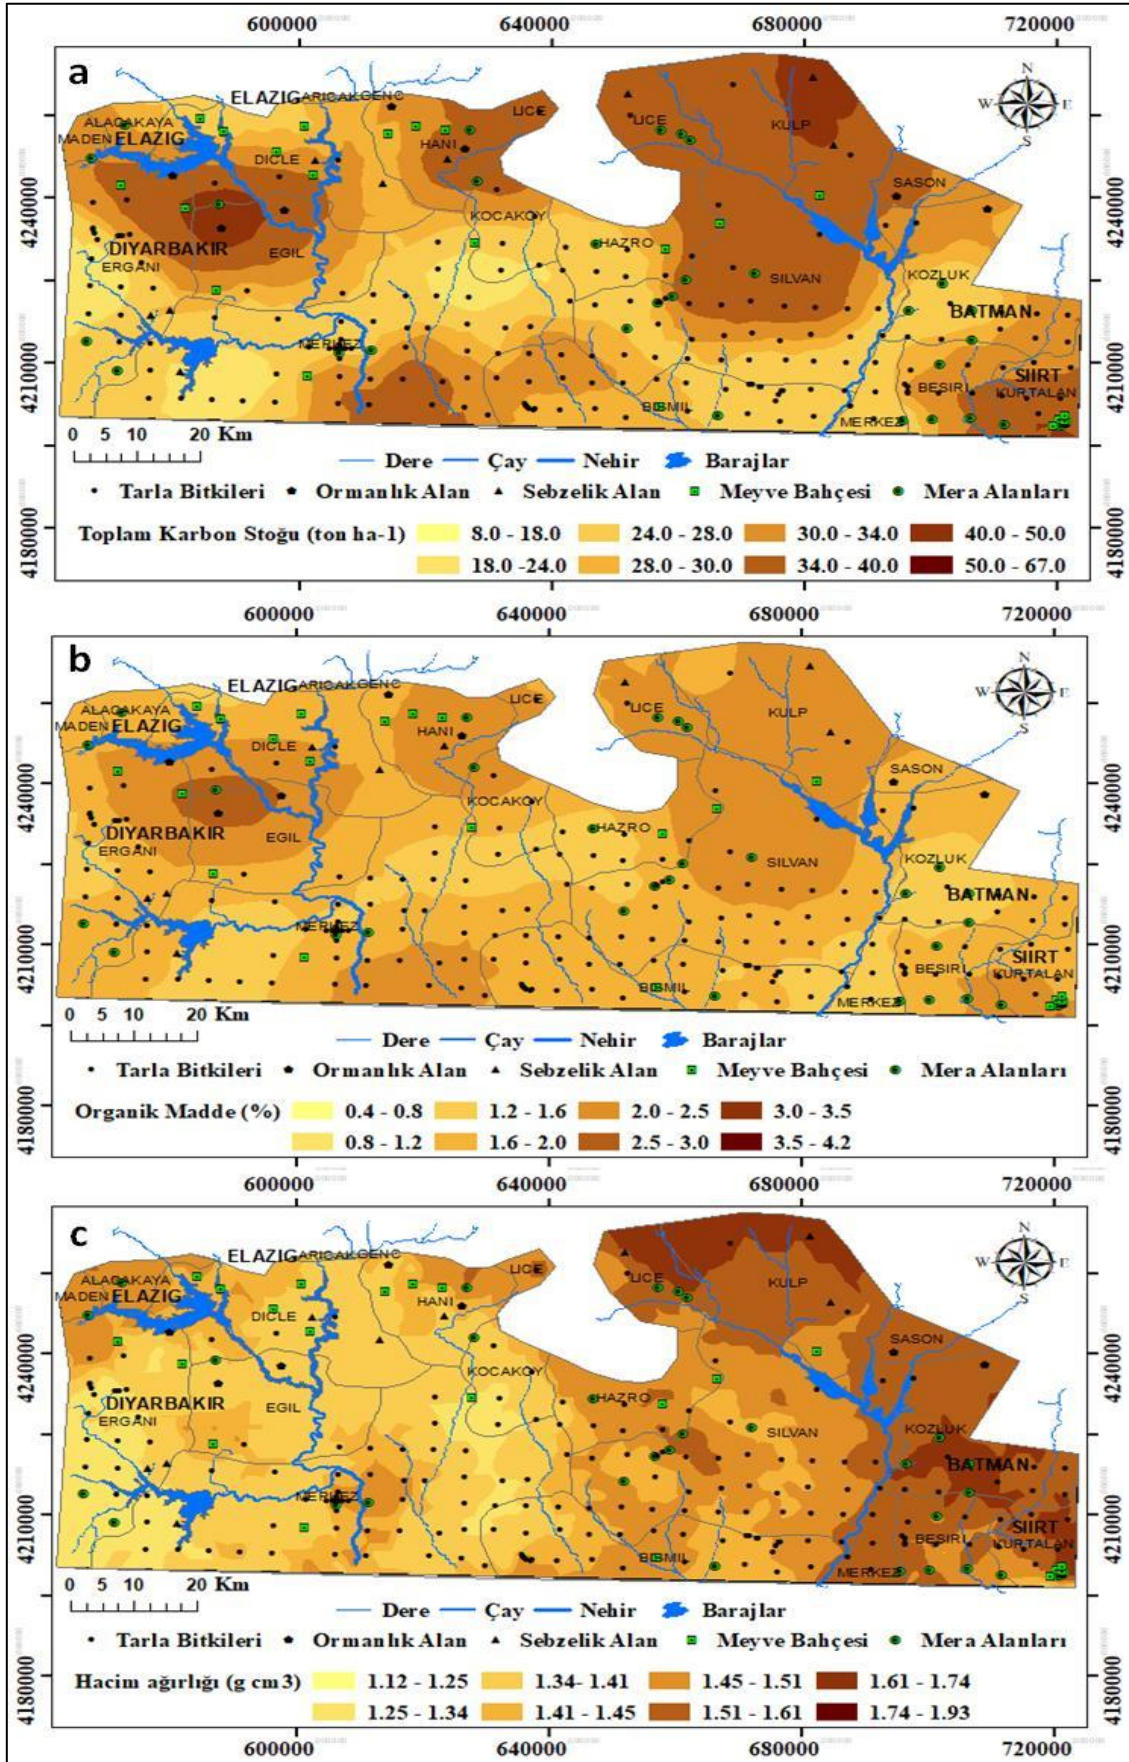 600000 640000 680000 720000
a
N
W E
S
ELAZIG ARICAK GENC
ALACAKAYA
MADEN ELAZIG
LICE
LICE
KULP
DICLE
HANI
SASON
4240000 4240000
KOCAKOY
DIYARBAKIR
ERGANI
EGIL
HAZRO
SILVAN
KOZLUK
BATMAN
MERKEZ
4210000 4210000
SIIRT
BESIRI KURTALAN
BISMIL
MERKEZ
0 5 10 20 Km
Dere Çay Nehir Barajlar
Tarla Bitkileri Ormanlık Alan Sebzelik Alan Meyve Bahçesi Mera Alanları
4180000 4180000
Toplam Karbon Stoğu (ton ha-1) 8.0 - 18.0 24.0 - 28.0 30.0 - 34.0 40.0 - 50.0
18.0 -24.0 28.0 - 30.0 34.0 - 40.0 50.0 - 67.0
600000 640000 680000 720000
b
N
W E
S
ELAZIG ARICAK GENC
ALACAKAYA
MADEN ELAZIG
LICE
LICE
KULP
DICLE
HANI
SASON
4240000 4240000
KOCAKOY
DIYARBAKIR
ERGANI
EGIL
HAZRO
SILVAN
KOZLUK
BATMAN
MERKEZ
4210000 4210000
SIIRT
BESIRI KURTALAN
BISMIL
MERKEZ
0 5 10 20 Km
Dere Çay Nehir Barajlar
Tarla Bitkileri Ormanlık Alan Sebzelik Alan Meyve Bahçesi Mera Alanları
4180000 4180000
Organik Madde (%) 0.4 - 0.8 1.2 - 1.6 2.0 - 2.5 3.0 - 3.5
0.8 - 1.2 1.6 - 2.0 2.5 - 3.0 3.5 - 4.2
600000 640000 680000 720000
c
N
W E
S
ELAZIG ARICAK GENC
ALACAKAYA
MADEN ELAZIG
LICE
LICE
KULP
DICLE
HANI
SASON
4240000 4240000
KOCAKOY
DIYARBAKIR
ERGANI
EGIL
HAZRO
SILVAN
KOZLUK
BATMAN
MERKEZ
4210000 4210000
SIIRT
BESIRI KURTALAN
BISMIL
MERKEZ
0 5 10 20 Km
Dere Çay Nehir Barajlar
Tarla Bitkileri Ormanlık Alan Sebzelik Alan Meyve Bahçesi Mera Alanları
4180000 4180000
Hacim ağırlığı (g cm3) 1.12 - 1.25 1.34- 1.41 1.45 - 1.51 1.61 - 1.74
1.25 - 1.34 1.41 - 1.45 1.51 - 1.61 1.74 - 1.93
600000 640000 680000 720000